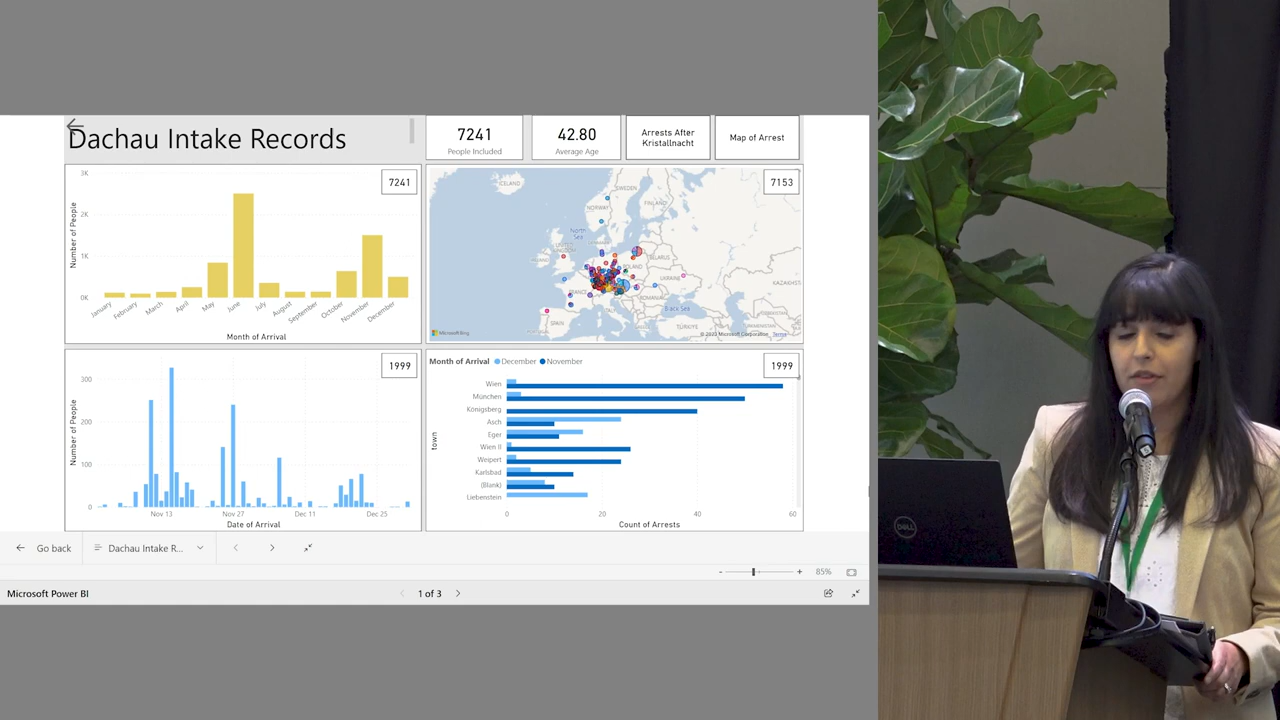 Dachau Intake Records
7241
People Included
42.80
Average Age
Arrests After
Kristallnacht
Map of Arrest
3K
2K
1K
0K
Number of People
7241
January
February
March
April
May
June
July
August
September
October
November
December
Month of Arrival
7153
ICELAND
SWEDEN
NORWAY
FINLAND
North
Sea
BELARUS
POLAND
UKRAINE
KAZAKHST
FRANCE
ROMANIA
Black Sea
SPAIN
TÜRKİYE
Microsoft Bing
© 2023 Microsoft Corporation Terms
1999
300
200
100
0
Number of People
Nov 13
Nov 27
Dec 11
Dec 25
Date of Arrival
Month of Arrival December November
1999
town
Wien
München
Königsberg
Asch
Eger
Wien II
Weipert
Karlsbad
(Blank)
Liebenstein
0 20 40 60
Count of Arrests
Go back
Dachau Intake R...
- + 85%
Microsoft Power BI
1 of 3
DELL